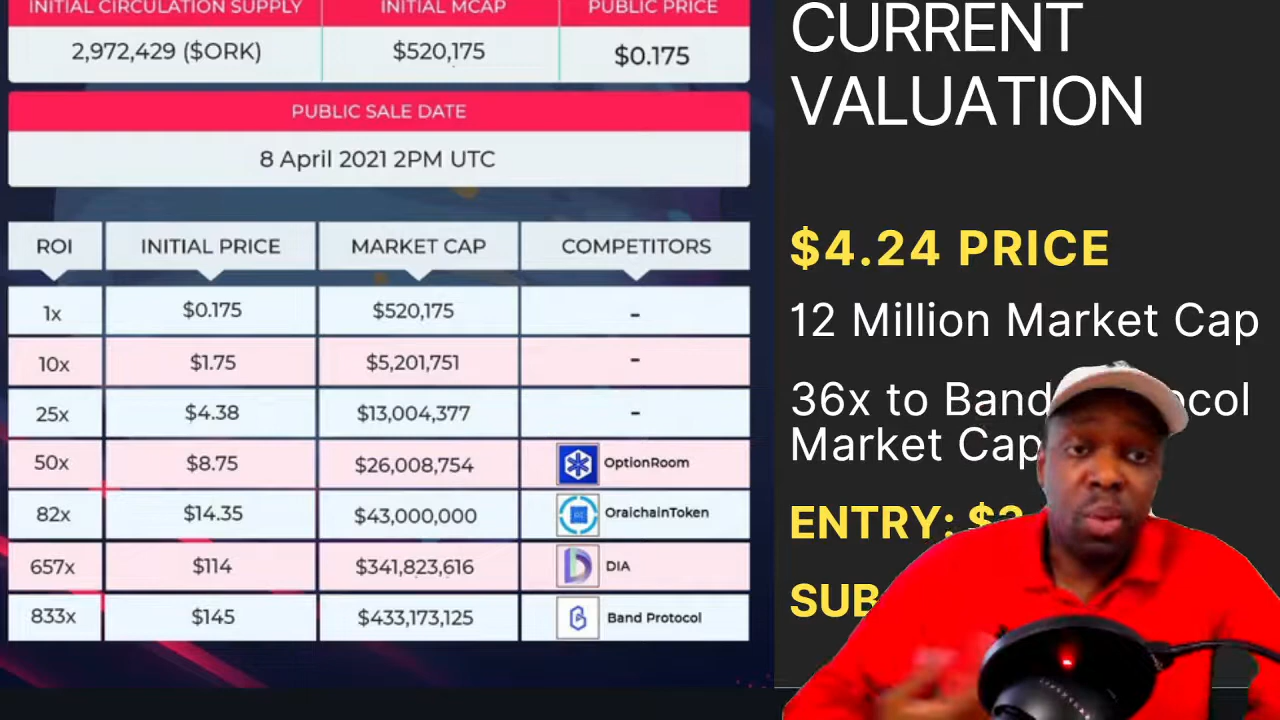 INITIAL CIRCULATION SUPPLY INITIAL MCAP PUBLIC PRICE
2,972,429 ($ORK) $520,175 $0.175
PUBLIC SALE DATE
8 April 2021 2PM UTC
ROI INITIAL PRICE MARKET CAP COMPETITORS
1x $0.175 $520,175 -
10x $1.75 $5,201,751 -
25x $4.38 $13,004,377 -
50x $8.75 $26,008,754 OptionRoom
82x $14.35 $43,000,000 OraichainToken
657x $114 $341,823,616 DIA
833x $145 $433,173,125 Band Protocol
CURRENT
VALUATION
$4.24 PRICE
12 Million Market Cap
36x to Band
Market Cap
ENTRY: